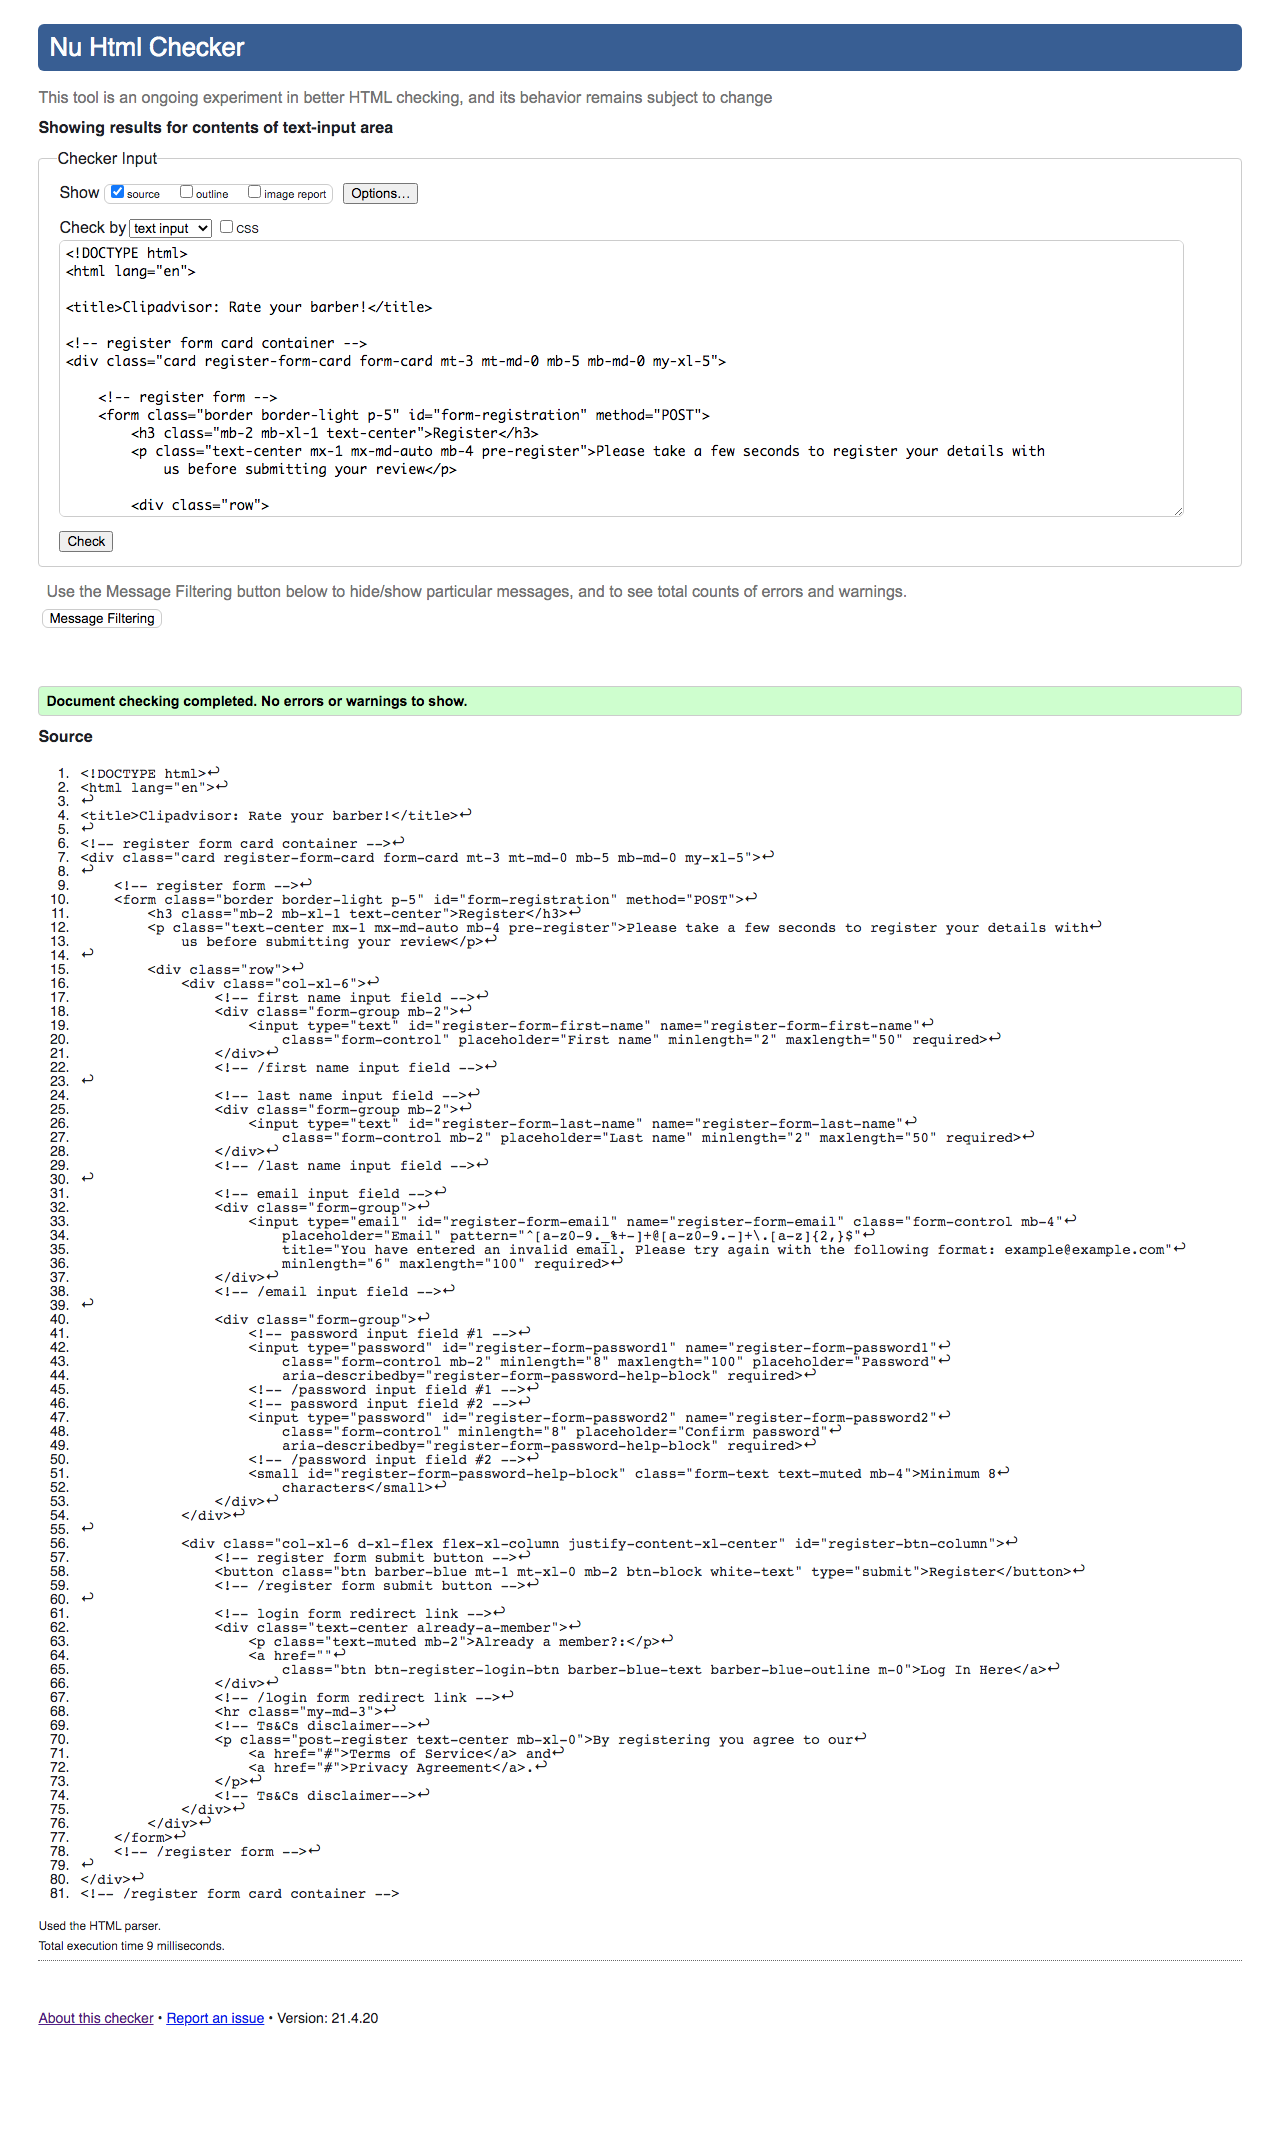 Nu Html Checker
This tool is an ongoing experiment in better HTML checking, and its behavior remains subject to change
Showing results for contents of text-input area
Checker Input
Show source outline image report Options...
Check by text input CSS
<!DOCTYPE html>
<html lang="en">
<title>Clipadvisor: Rate your barber!</title>
<!-- register form card container -->
<div class="card register-form-card form-card mt-3 mt-md-0 mb-5 mb-md-0 my-xl-5">
<!-- register form -->
<form class="border border-light p-5" id="form-registration" method="POST">
<h3 class="mb-2 mb-xl-1 text-center">Register</h3>
<p class="text-center mx-1 mx-md-auto mb-4 pre-register">Please take a few seconds to register your details with
us before submitting your review</p>
<div class="row">
Check
Use the Message Filtering button below to hide/show particular messages, and to see total counts of errors and warnings.
Message Filtering
Document checking completed. No errors or warnings to show.
Source
1. <!DOCTYPE html>↩
2. <html lang="en">↩
3. ↩
4. <title>Clipadvisor: Rate your barber!</title>↩
5. ↩
6. <!-- register form card container -->↩
7. <div class="card register-form-card form-card mt-3 mt-md-0 mb-5 mb-md-0 my-xl-5">↩
8. ↩
9. <!-- register form -->↩
10. <form class="border border-light p-5" id="form-registration" method="POST">↩
11. <h3 class="mb-2 mb-xl-1 text-center">Register</h3>↩
12. <p class="text-center mx-1 mx-md-auto mb-4 pre-register">Please take a few seconds to register your details with↩
13. us before submitting your review</p>↩
14. ↩
15. <div class="row">↩
16. <div class="col-xl-6">↩
17. <!-- first name input field -->↩
18. <div class="form-group mb-2">↩
19. <input type="text" id="register-form-first-name" name="register-form-first-name"↩
20. class="form-control" placeholder="First name" minlength="2" maxlength="50" required>↩
21. </div>↩
22. <!-- /first name input field -->↩
23. ↩
24. <!-- last name input field -->↩
25. <div class="form-group mb-2">↩
26. <input type="text" id="register-form-last-name" name="register-form-last-name"↩
27. class="form-control mb-2" placeholder="Last name" minlength="2" maxlength="50" required>↩
28. </div>↩
29. <!-- /last name input field -->↩
30. ↩
31. <!-- email input field -->↩
32. <div class="form-group">↩
33. <input type="email" id="register-form-email" name="register-form-email" class="form-control mb-4"↩
34. placeholder="Email" pattern="^[a-z0-9._%+-]+@[a-z0-9.-]+\.[a-z]{2,}$"↩
35. title="You have entered an invalid email. Please try again with the following format: example@example.com"↩
36. minlength="6" maxlength="100" required>↩
37. </div>↩
38. <!-- /email input field -->↩
39. ↩
40. <div class="form-group">↩
41. <!-- password input field #1 -->↩
42. <input type="password" id="register-form-password1" name="register-form-password1"↩
43. class="form-control mb-2" minlength="8" maxlength="100" placeholder="Password"↩
44. aria-describedby="register-form-password-help-block" required>↩
45. <!-- /password input field #1 -->↩
46. <!-- password input field #2 -->↩
47. <input type="password" id="register-form-password2" name="register-form-password2"↩
48. class="form-control" minlength="8" placeholder="Confirm password"↩
49. aria-describedby="register-form-password-help-block" required>↩
50. <!-- /password input field #2 -->↩
51. <small id="register-form-password-help-block" class="form-text text-muted mb-4">Minimum 8↩
52. characters</small>↩
53. </div>↩
54. </div>↩
55. ↩
56. <div class="col-xl-6 d-xl-flex flex-xl-column justify-content-xl-center" id="register-btn-column">↩
57. <!-- register form submit button -->↩
58. <button class="btn barber-blue mt-1 mt-xl-0 mb-2 btn-block white-text" type="submit">Register</button>↩
59. <!-- /register form submit button -->↩
60. ↩
61. <!-- login form redirect link -->↩
62. <div class="text-center already-a-member">↩
63. <p class="text-muted mb-2">Already a member?:</p>↩
64. <a href=""↩
65. class="btn btn-register-login-btn barber-blue-text barber-blue-outline m-0">Log In Here</a>↩
66. </div>↩
67. <!-- /login form redirect link -->↩
68. <hr class="my-md-3">↩
69. <!-- Ts&Cs disclaimer-->↩
70. <p class="post-register text-center mb-xl-0">By registering you agree to our↩
71. <a href="#">Terms of Service</a> and↩
72. <a href="#">Privacy Agreement</a>.↩
73. </p>↩
74. <!-- Ts&Cs disclaimer-->↩
75. </div>↩
76. </div>↩
77. </form>↩
78. <!-- /register form -->↩
79. ↩
80. </div>↩
81. <!-- /register form card container -->
Used the HTML parser.
Total execution time 9 milliseconds.
About this checker • Report an issue • Version: 21.4.20